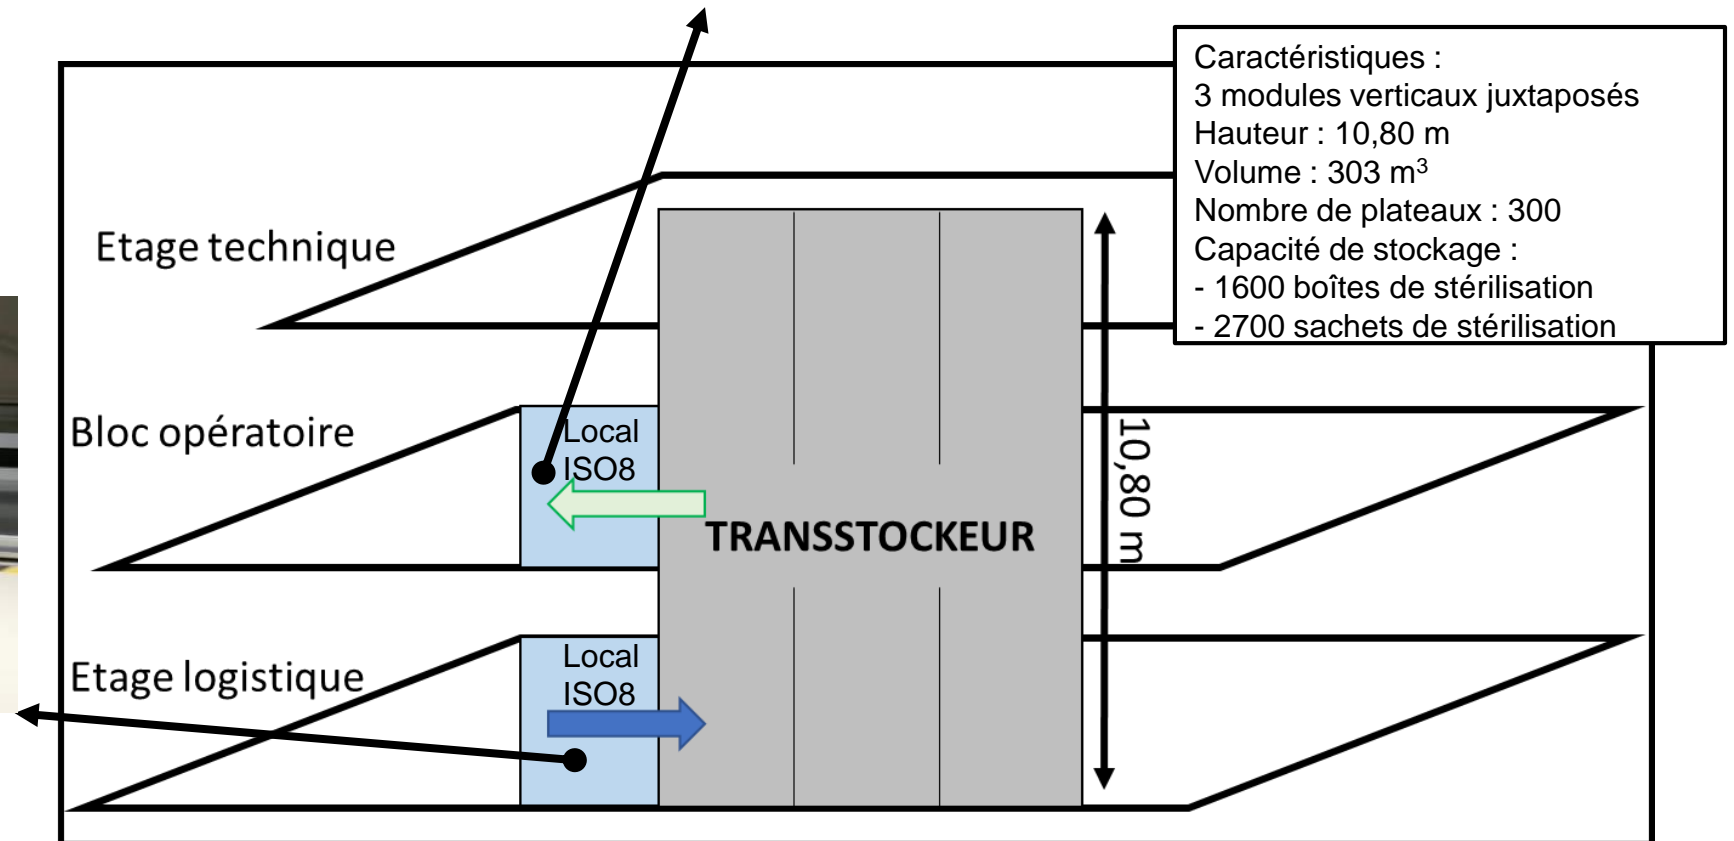 Caractéristiques :
3 modules verticaux juxtaposés
Hauteur : 10,80 m
Volume : 303 m³
Nombre de plateaux : 300
Capacité de stockage :
- 1600 boîtes de stérilisation
- 2700 sachets de stérilisation
Etage technique
Bloc opératoire
Local
ISO8
TRANSSTOCKEUR
10,80 m
Etage logistique
Local
ISO8